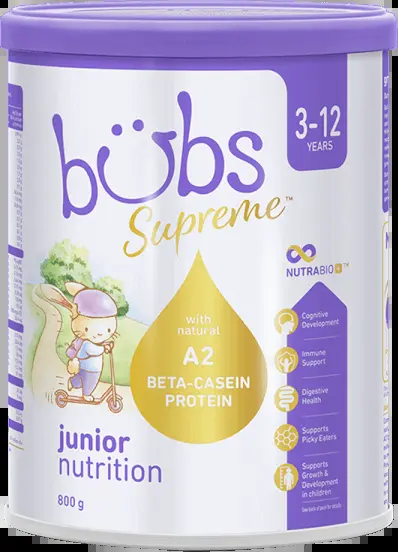 bübs
Supreme™
3-12
YEARS
NUTRABIO+™
with
natural
A2
BETA-CASEIN
PROTEIN
Cognitive
Development
Immune
Support
Digestive
Health
Supports
Picky Eaters
Supports
Growth &
Development
in children
junior
nutrition
800 g